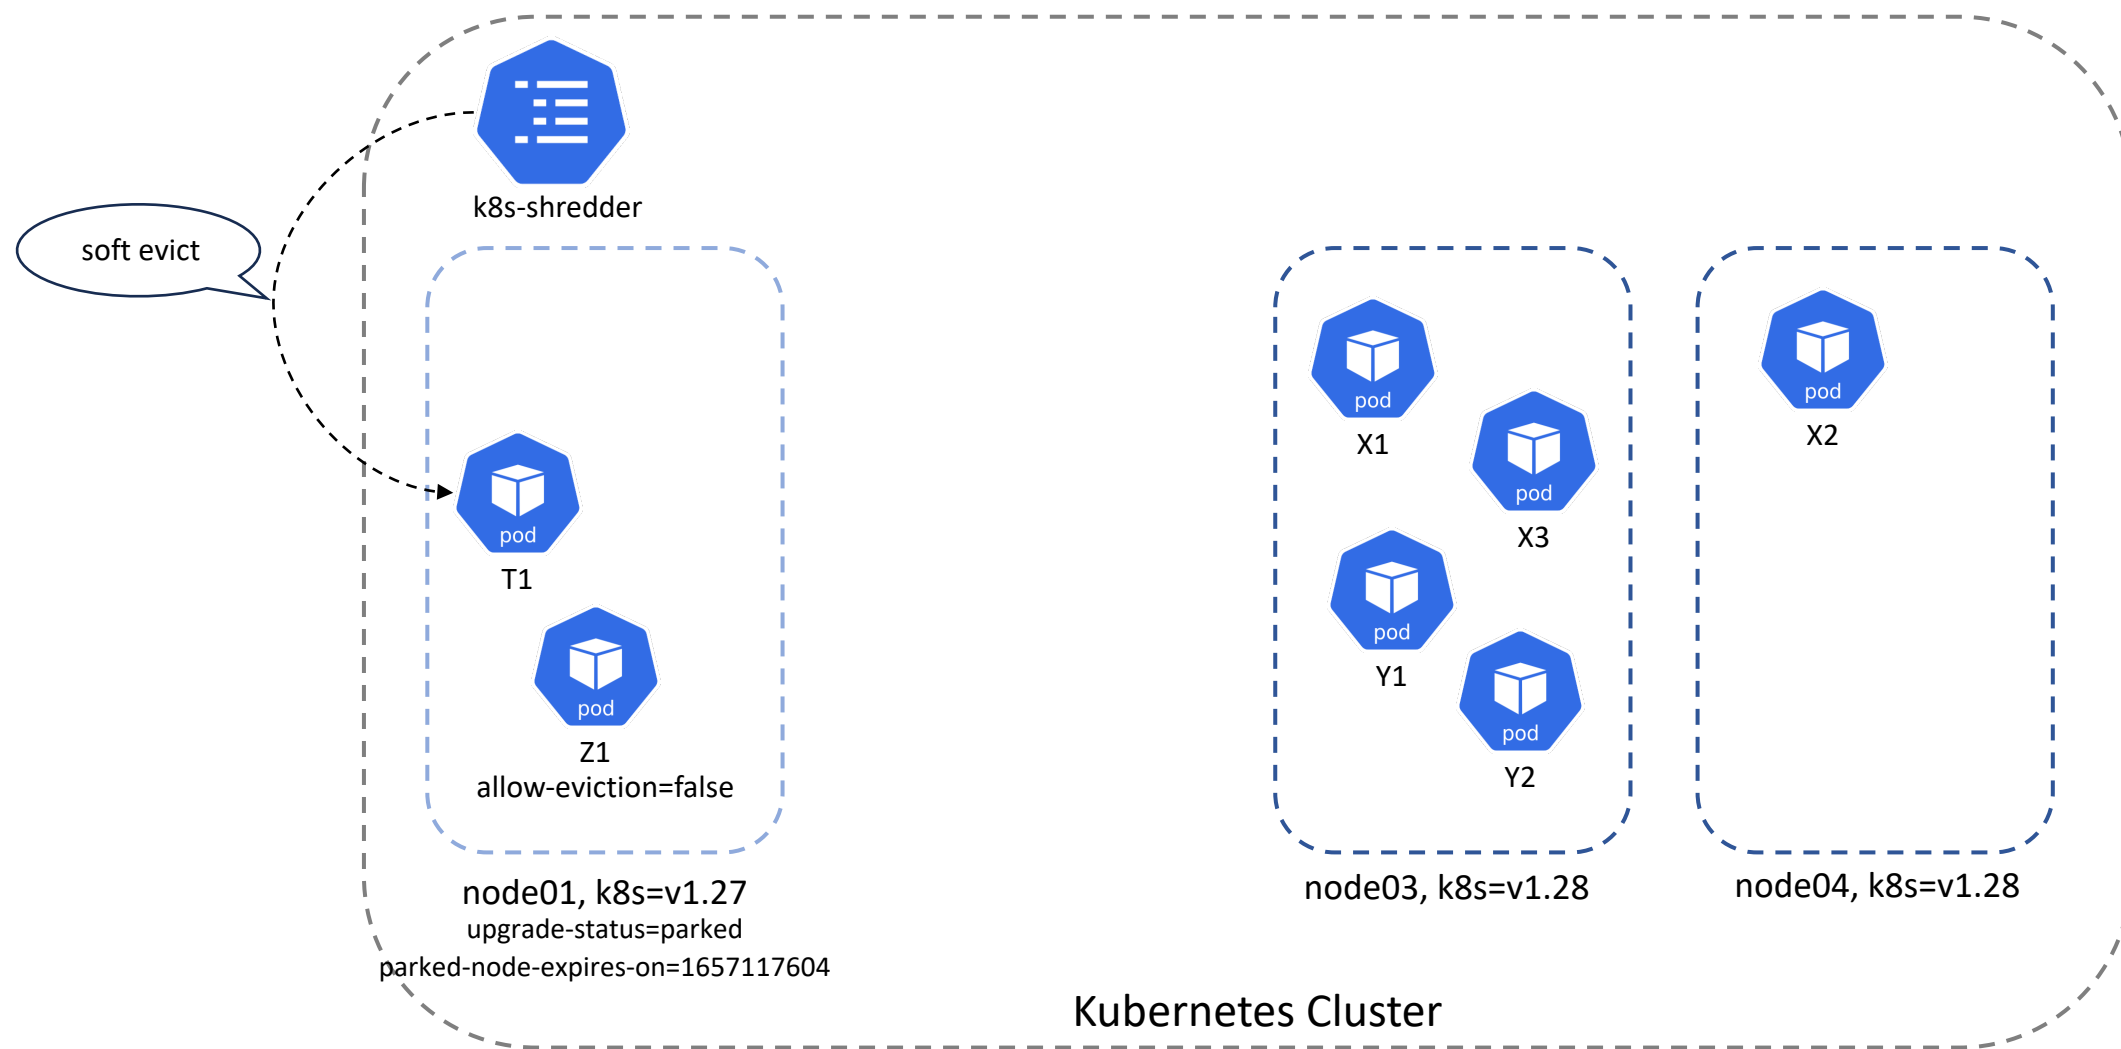 k8s-shredder
soft evict
pod
T1
pod
Z1
allow-eviction=false
node01, k8s=v1.27
upgrade-status=parked
parked-node-expires-on=1657117604
pod
X1
pod
X3
pod
Y1
pod
Y2
node03, k8s=v1.28
pod
X2
node04, k8s=v1.28
Kubernetes Cluster